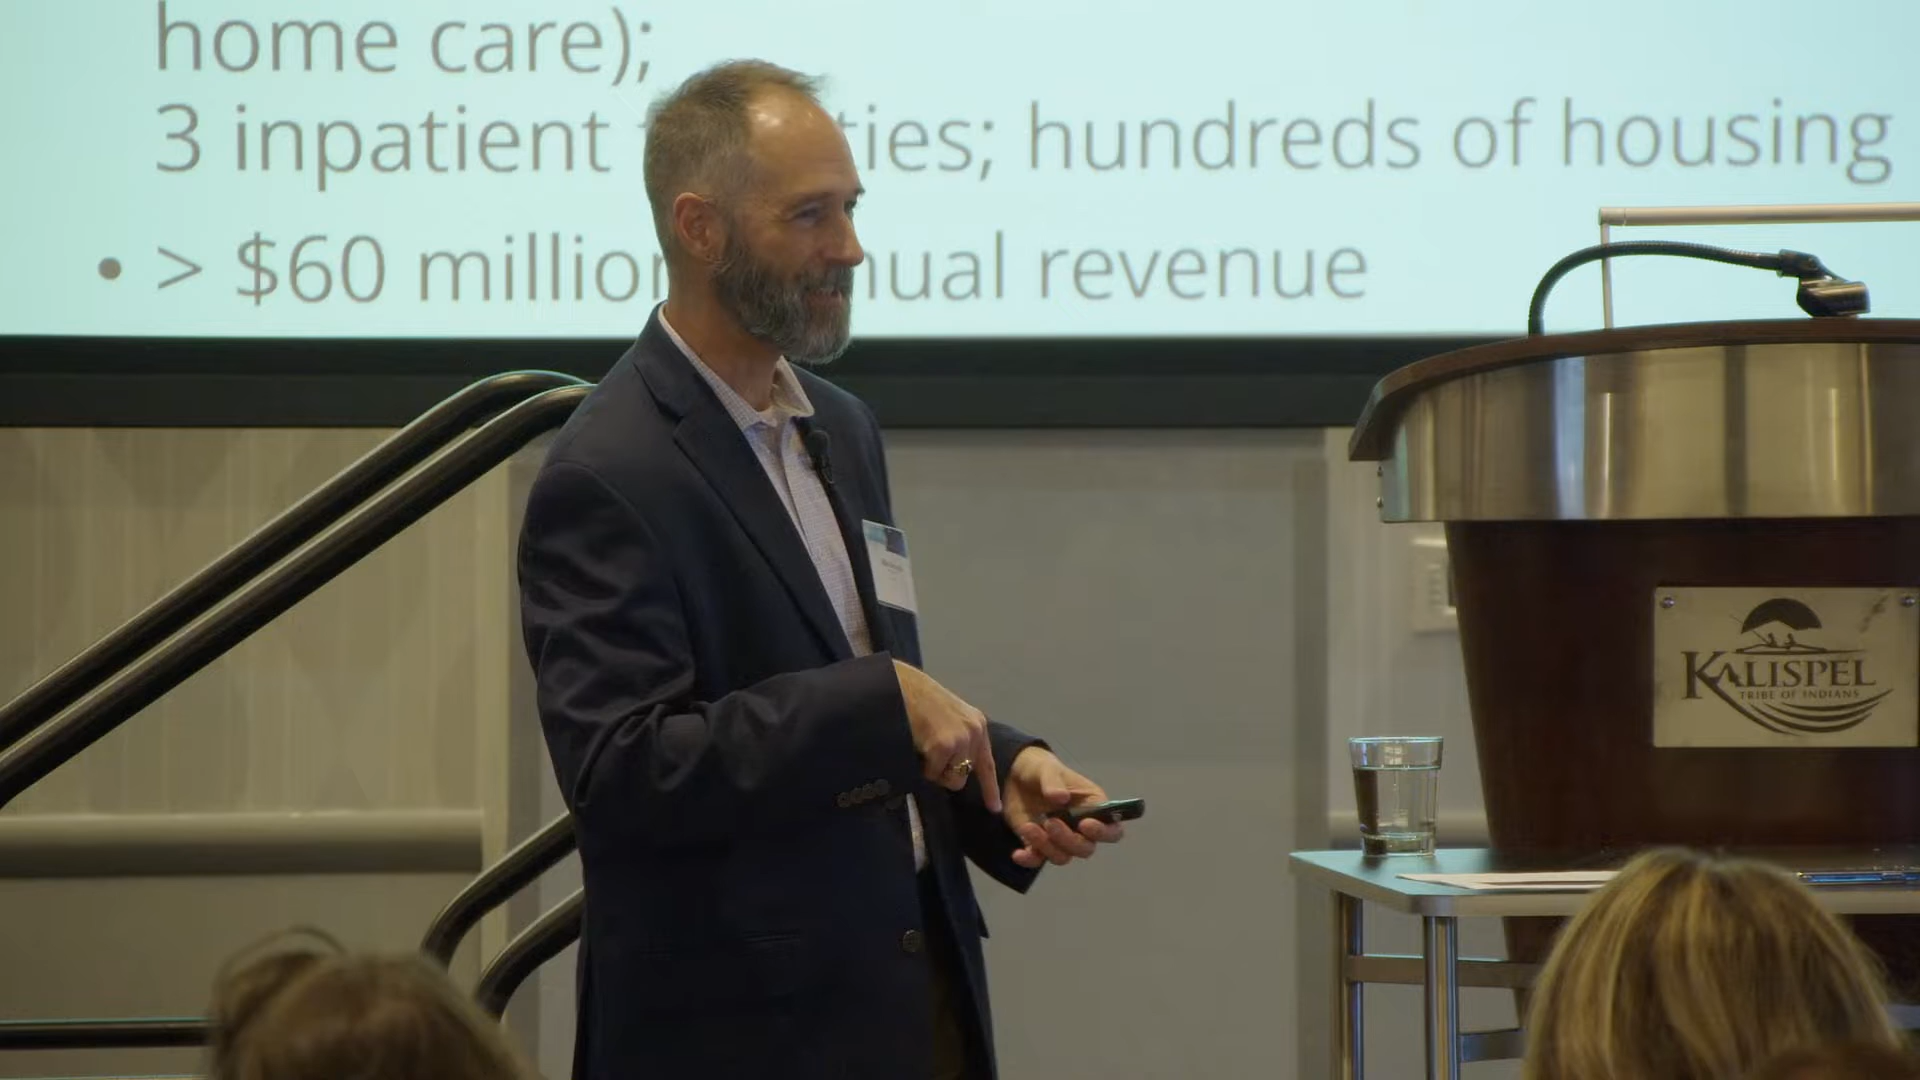 home care);
3 inpatient ties; hundreds of housing
• > $60 million nual revenue
KALISPEL
TRIBE OF INDIANS